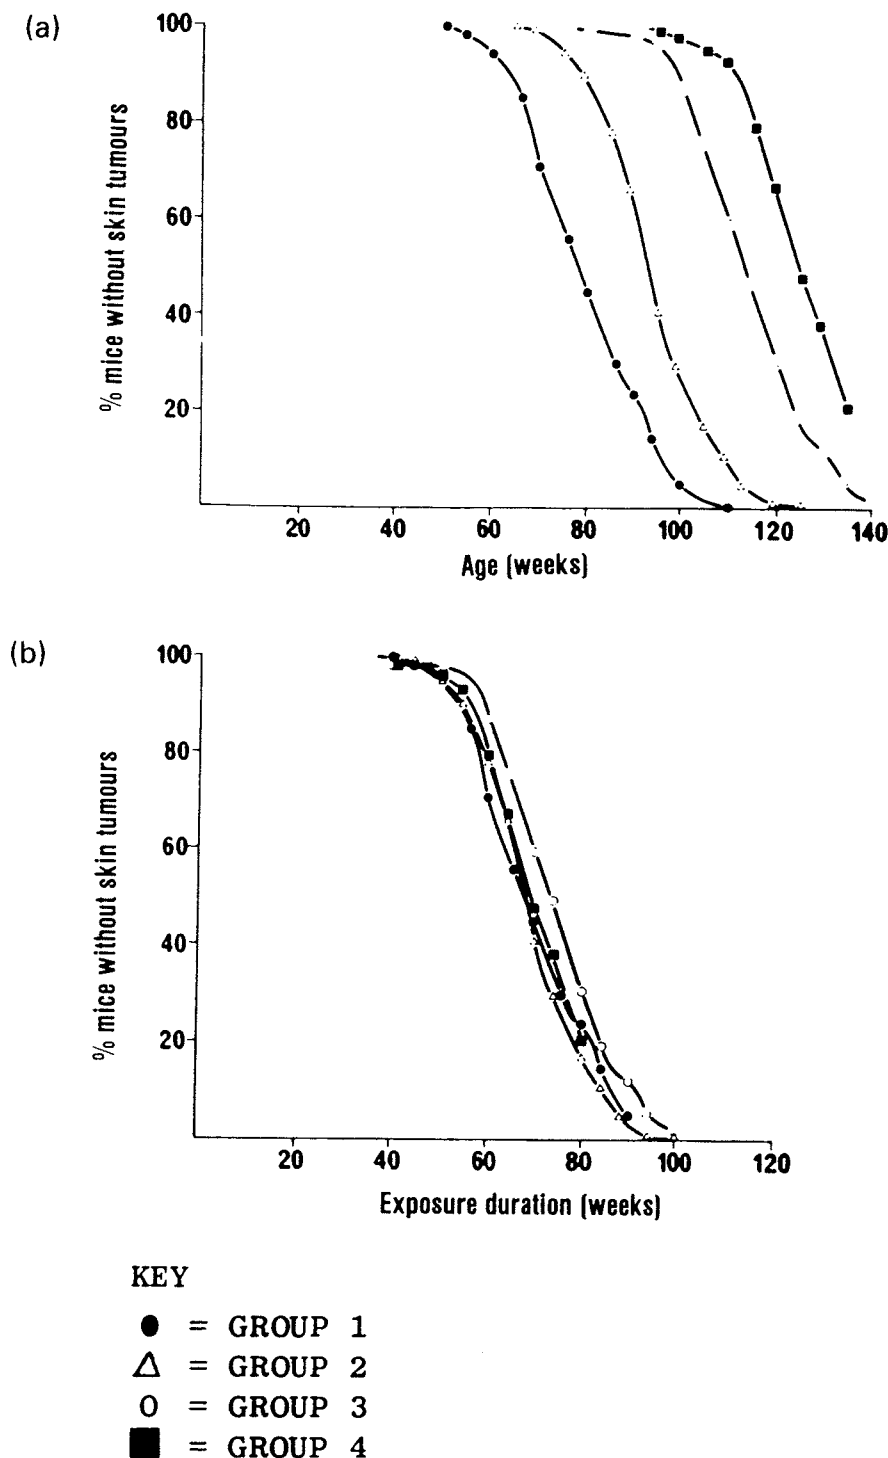 (a)
% mice without skin tumours
100
80
60
40
20
20 40 60 80 100 120 140
Age (weeks)
(b)
% mice without skin tumours
100
80
60
40
20
20 40 60 80 100 120
Exposure duration (weeks)
KEY
● = GROUP 1
△ = GROUP 2
○ = GROUP 3
■ = GROUP 4